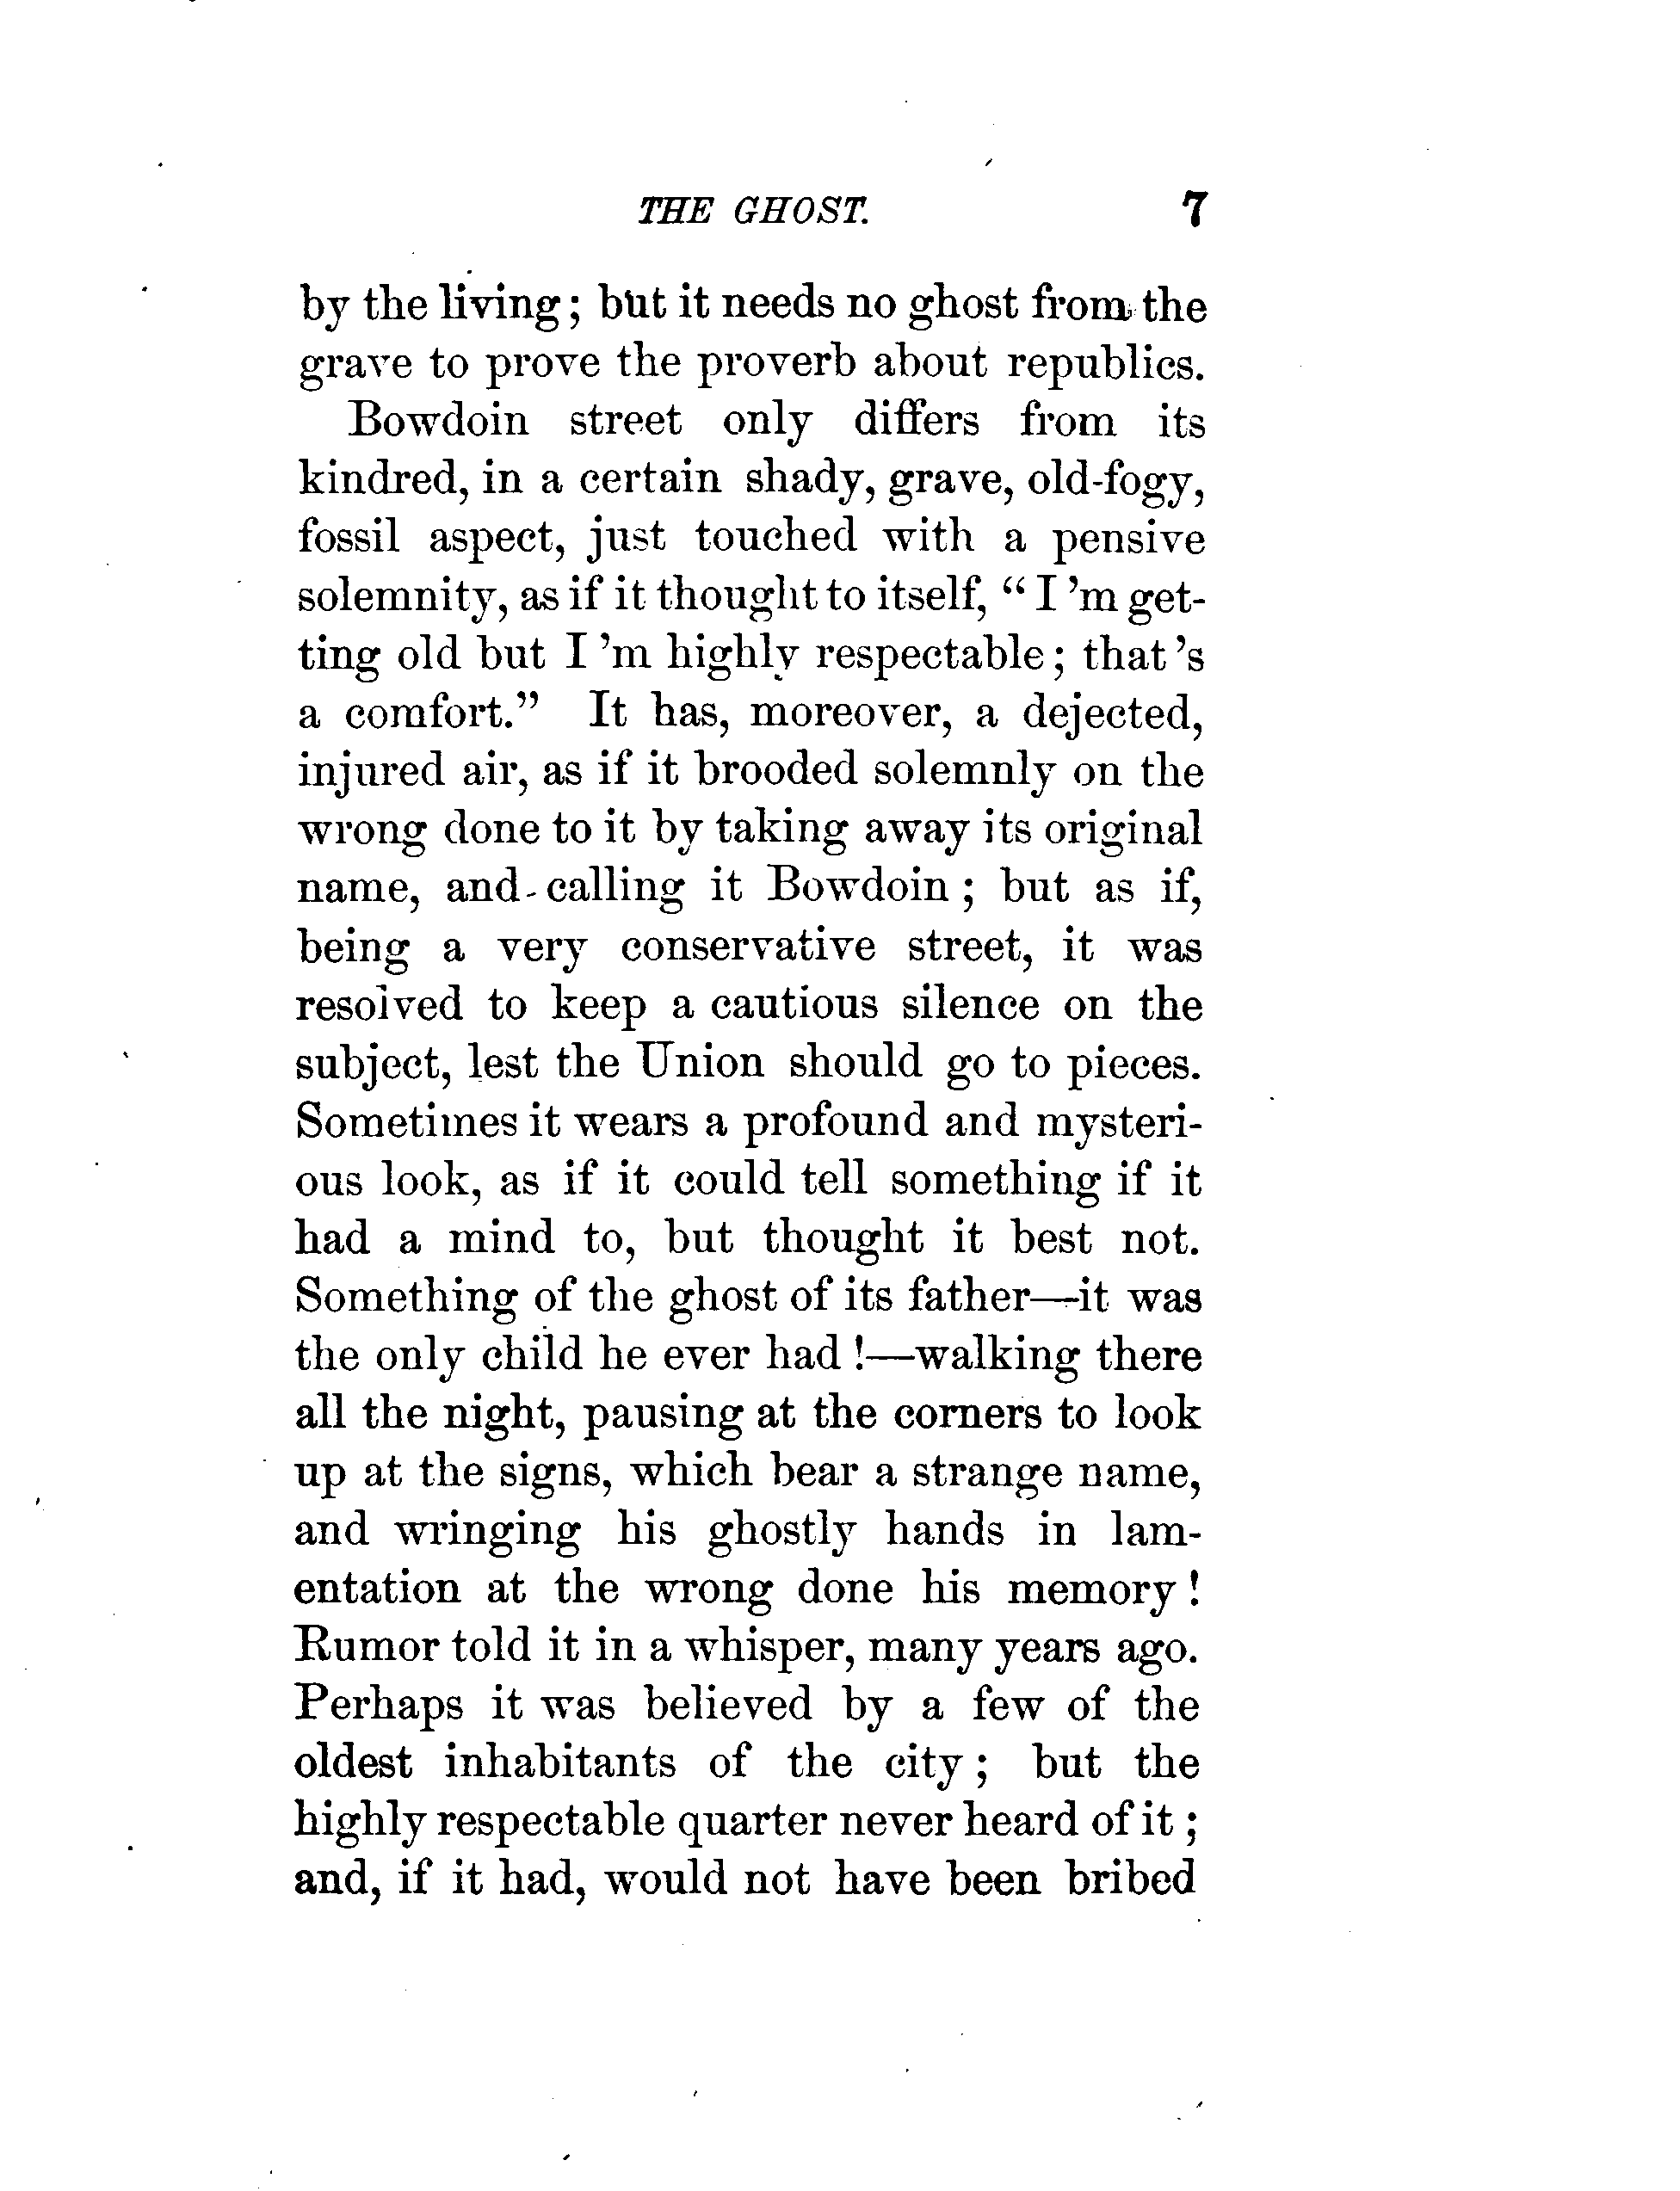 THE GHOST. 7
by the living; but it needs no ghost from the
grave to prove the proverb about republics.
Bowdoin street only differs from its
kindred, in a certain shady, grave, old-fogy,
fossil aspect, just touched with a pensive
solemnity, as if it thought to itself, “I 'm get-
ting old but I 'm highly respectable; that 's
a comfort.” It has, moreover, a dejected,
injured air, as if it brooded solemnly on the
wrong done to it by taking away its original
name, and calling it Bowdoin; but as if,
being a very conservative street, it was
resolved to keep a cautious silence on the
subject, lest the Union should go to pieces.
Sometimes it wears a profound and mysteri-
ous look, as if it could tell something if it
had a mind to, but thought it best not.
Something of the ghost of its father—it was
the only child he ever had!—walking there
all the night, pausing at the corners to look
up at the signs, which bear a strange name,
and wringing his ghostly hands in lam-
entation at the wrong done his memory!
Rumor told it in a whisper, many years ago.
Perhaps it was believed by a few of the
oldest inhabitants of the city; but the
highly respectable quarter never heard of it;
and, if it had, would not have been bribed